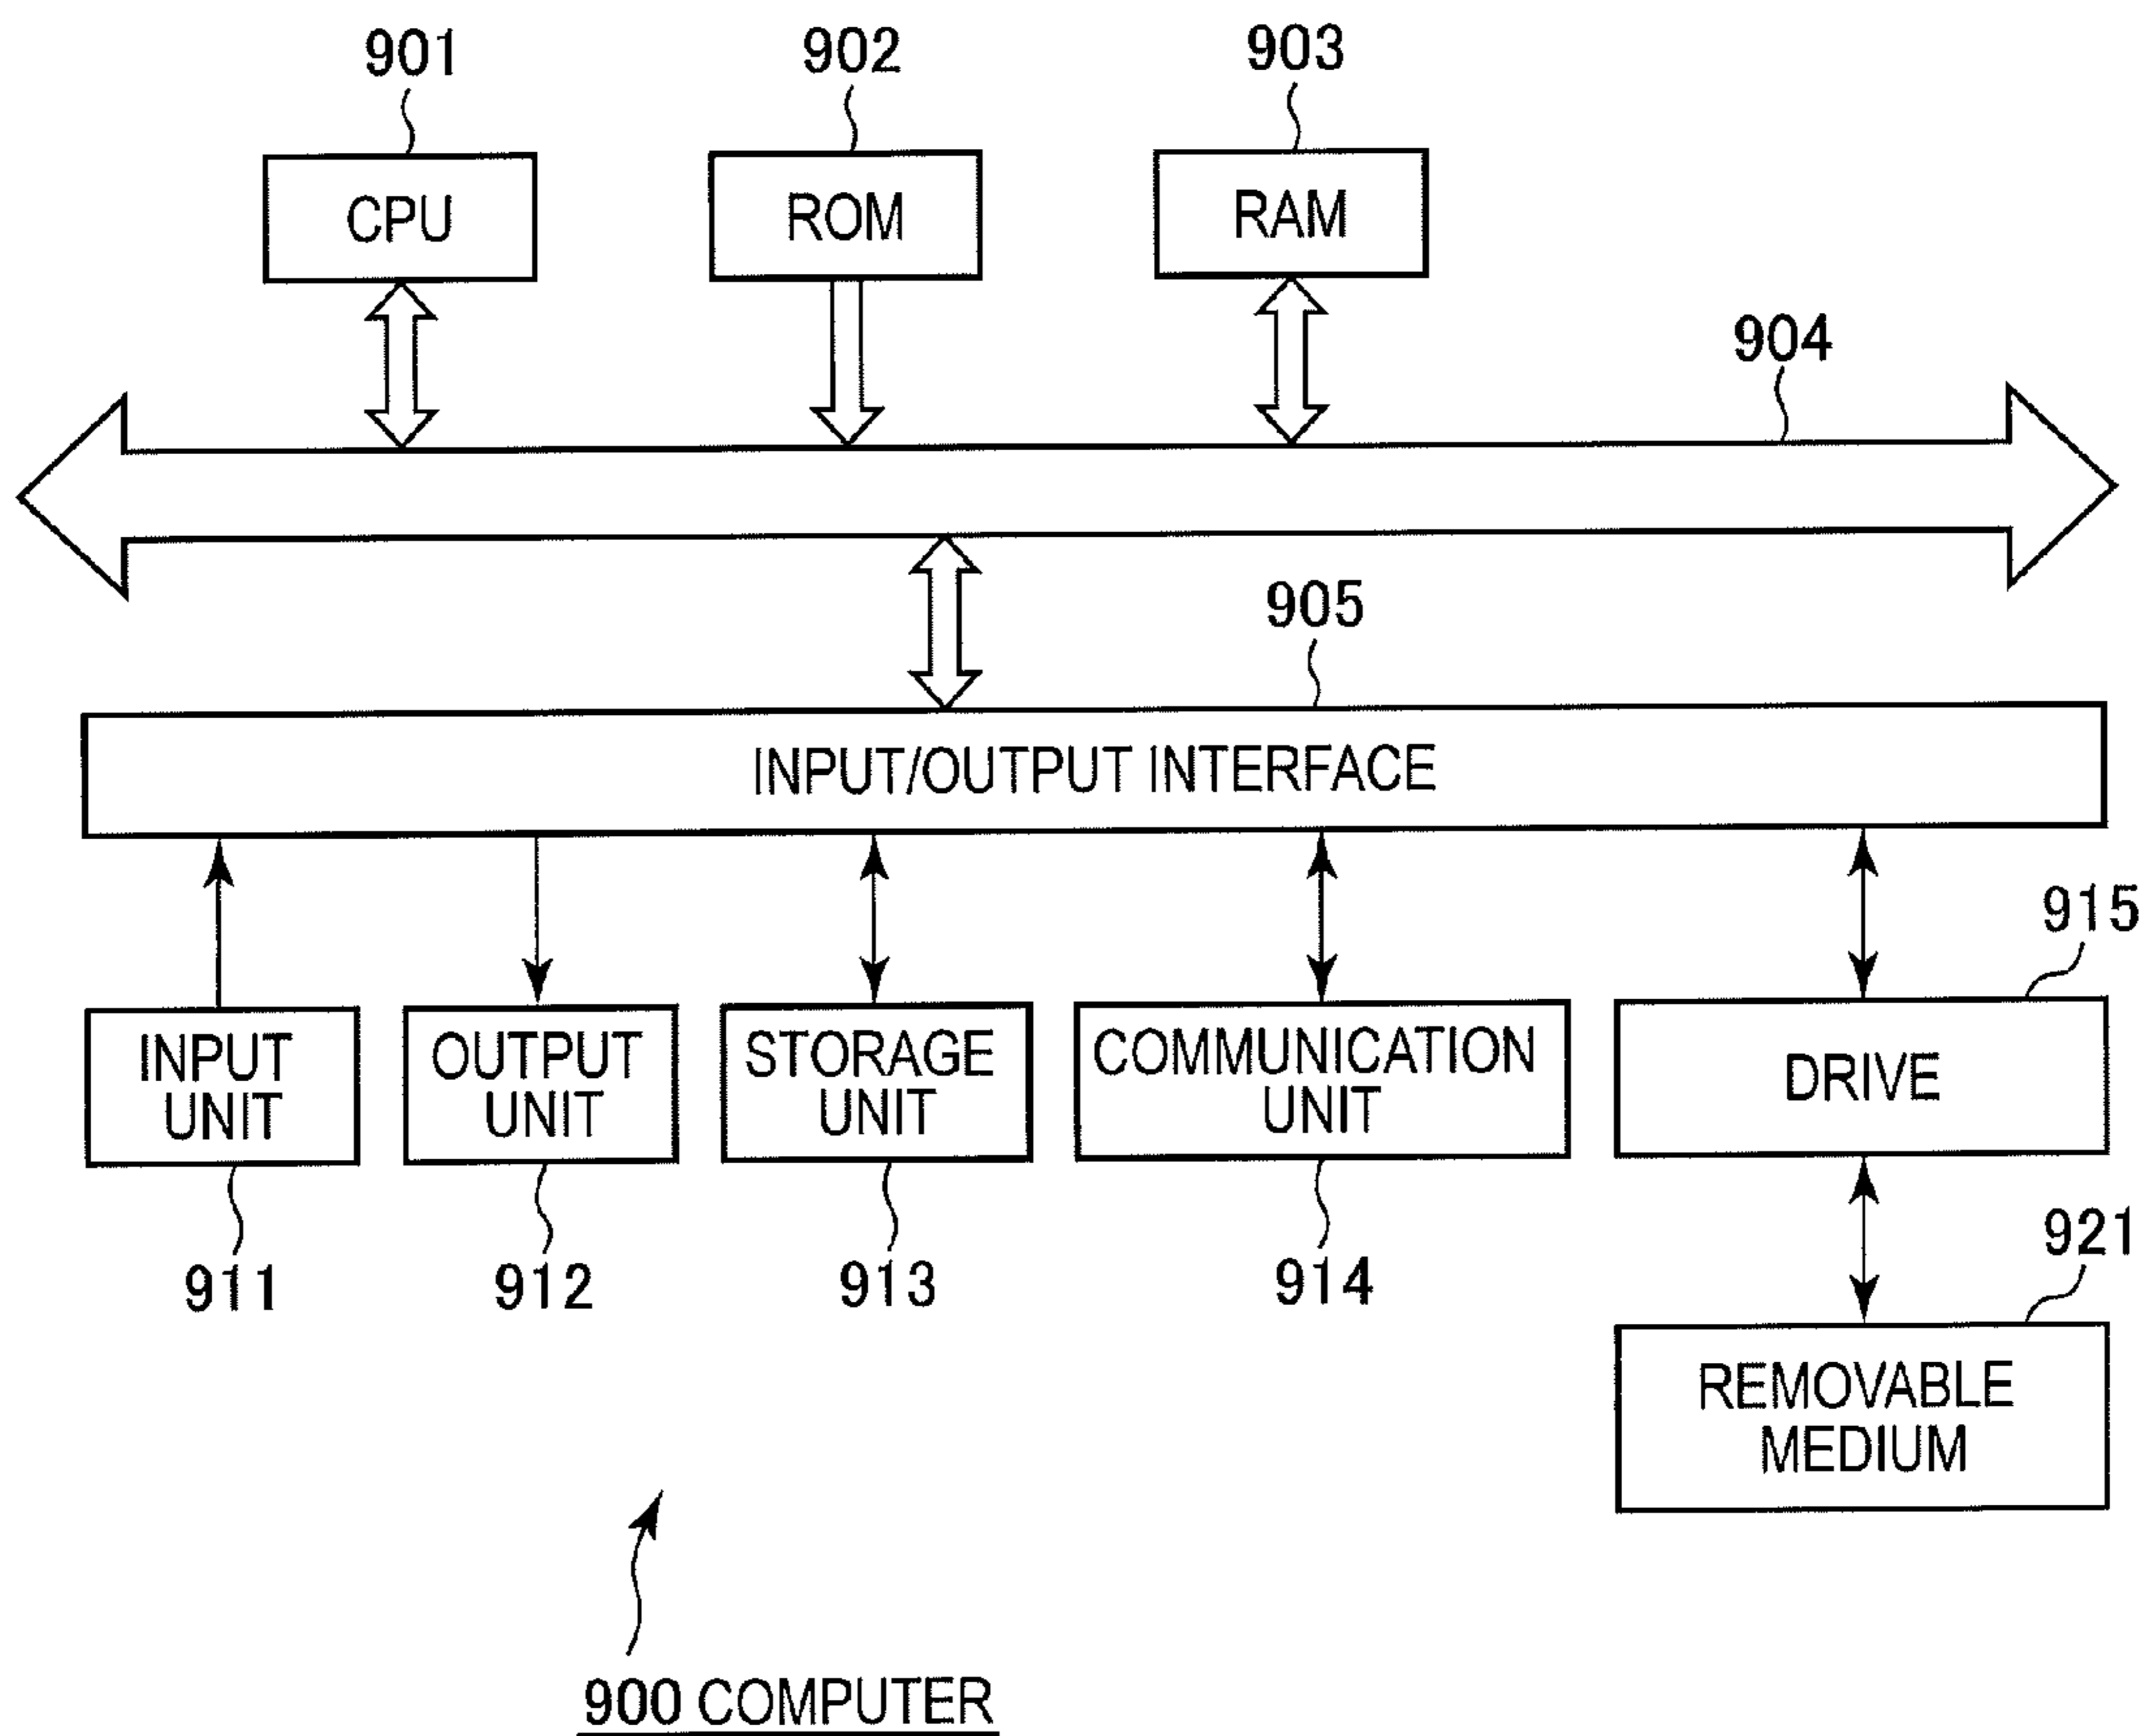 901
902
903
CPU
ROM
RAM
904
905
INPUT/OUTPUT INTERFACE
915
INPUT
UNIT
OUTPUT
UNIT
STORAGE
UNIT
COMMUNICATION
UNIT
DRIVE
911
912
913
914
921
REMOVABLE
MEDIUM
900 COMPUTER